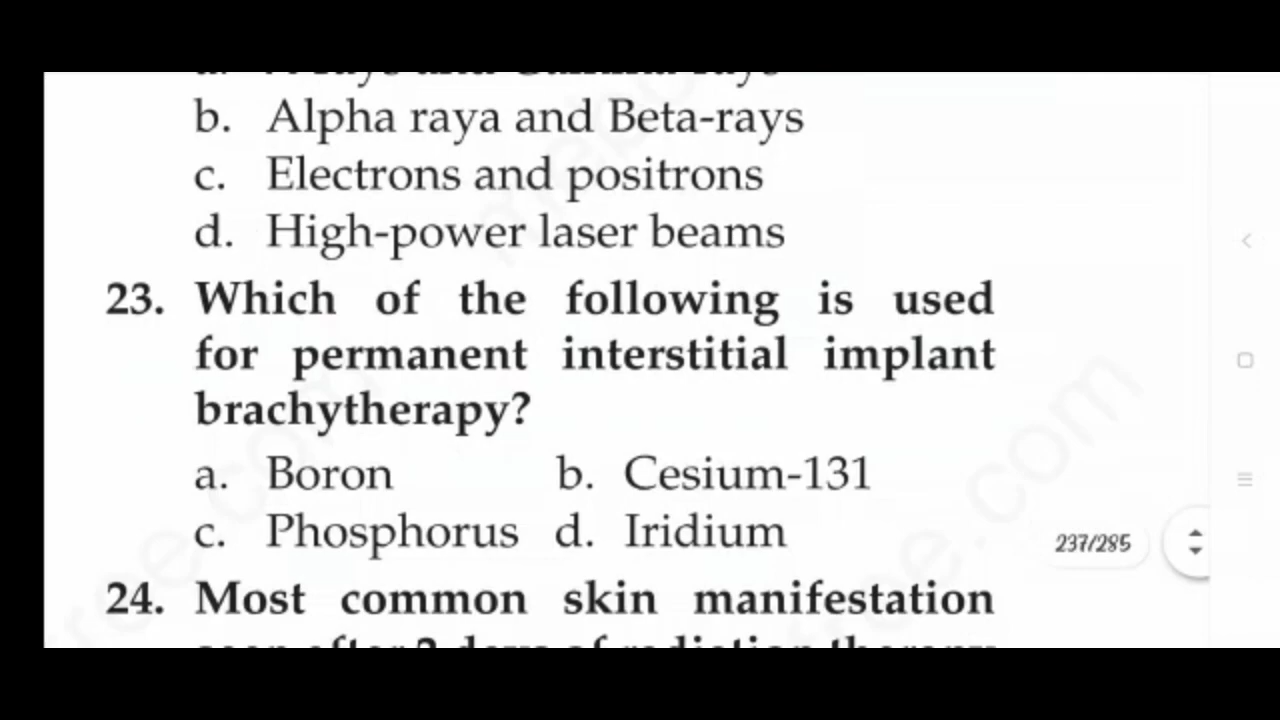 b. Alpha raya and Beta-rays
c. Electrons and positrons
d. High-power laser beams
23. Which of the following is used
for permanent interstitial implant
brachytherapy?
a. Boron b. Cesium-131
c. Phosphorus d. Iridium
237/285
24. Most common skin manifestation